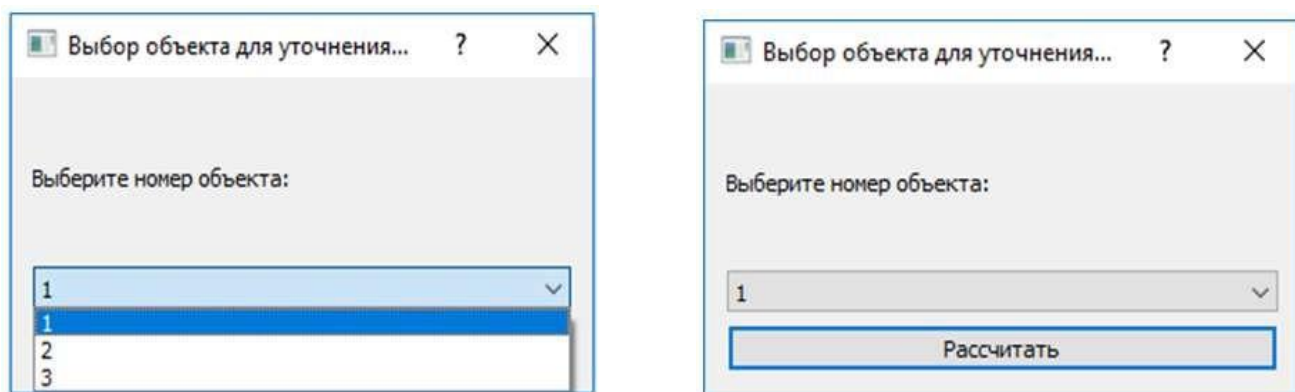 Выбор объекта для уточнения... ?
Выберите номер объекта:
1
1
2
3
Выбор объекта для уточнения... ?
Выберите номер объекта:
1
Рассчитать